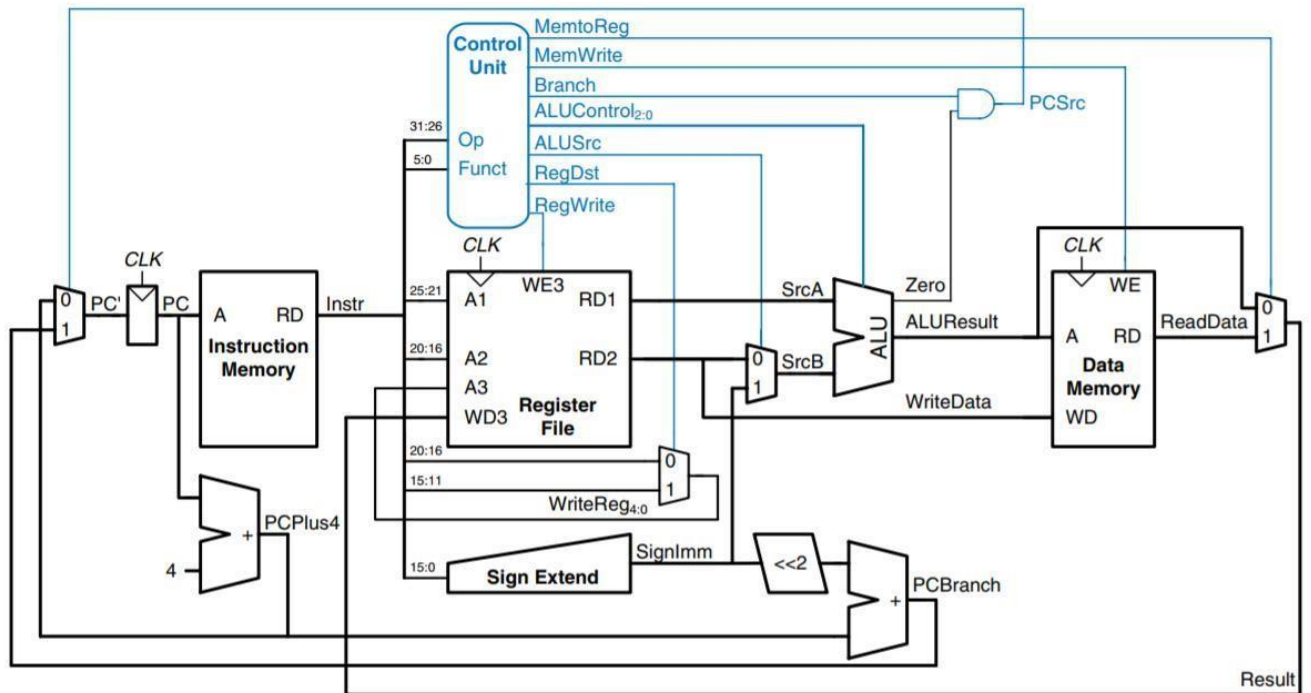 MemtoReg
Control
Unit
MemWrite
Branch
PCSrc
ALUControl2:0
31:26
Op
ALUSrc
5:0
Funct
RegDst
RegWrite
CLK
CLK
CLK
0
1
PC'
PC
A
RD
Instruction
Memory
Instr
25:21
A1
WE3
RD1
20:16
A2
RD2
A3
WD3
Register
File
SrcA
0
1
SrcB
ALU
Zero
ALUResult
WriteData
WE
A
RD
Data
Memory
WD
ReadData
0
1
20:16
0
15:11
1
WriteReg4:0
PCPlus4
+
4
15:0
Sign Extend
SignImm
<<2
+
PCBranch
Result